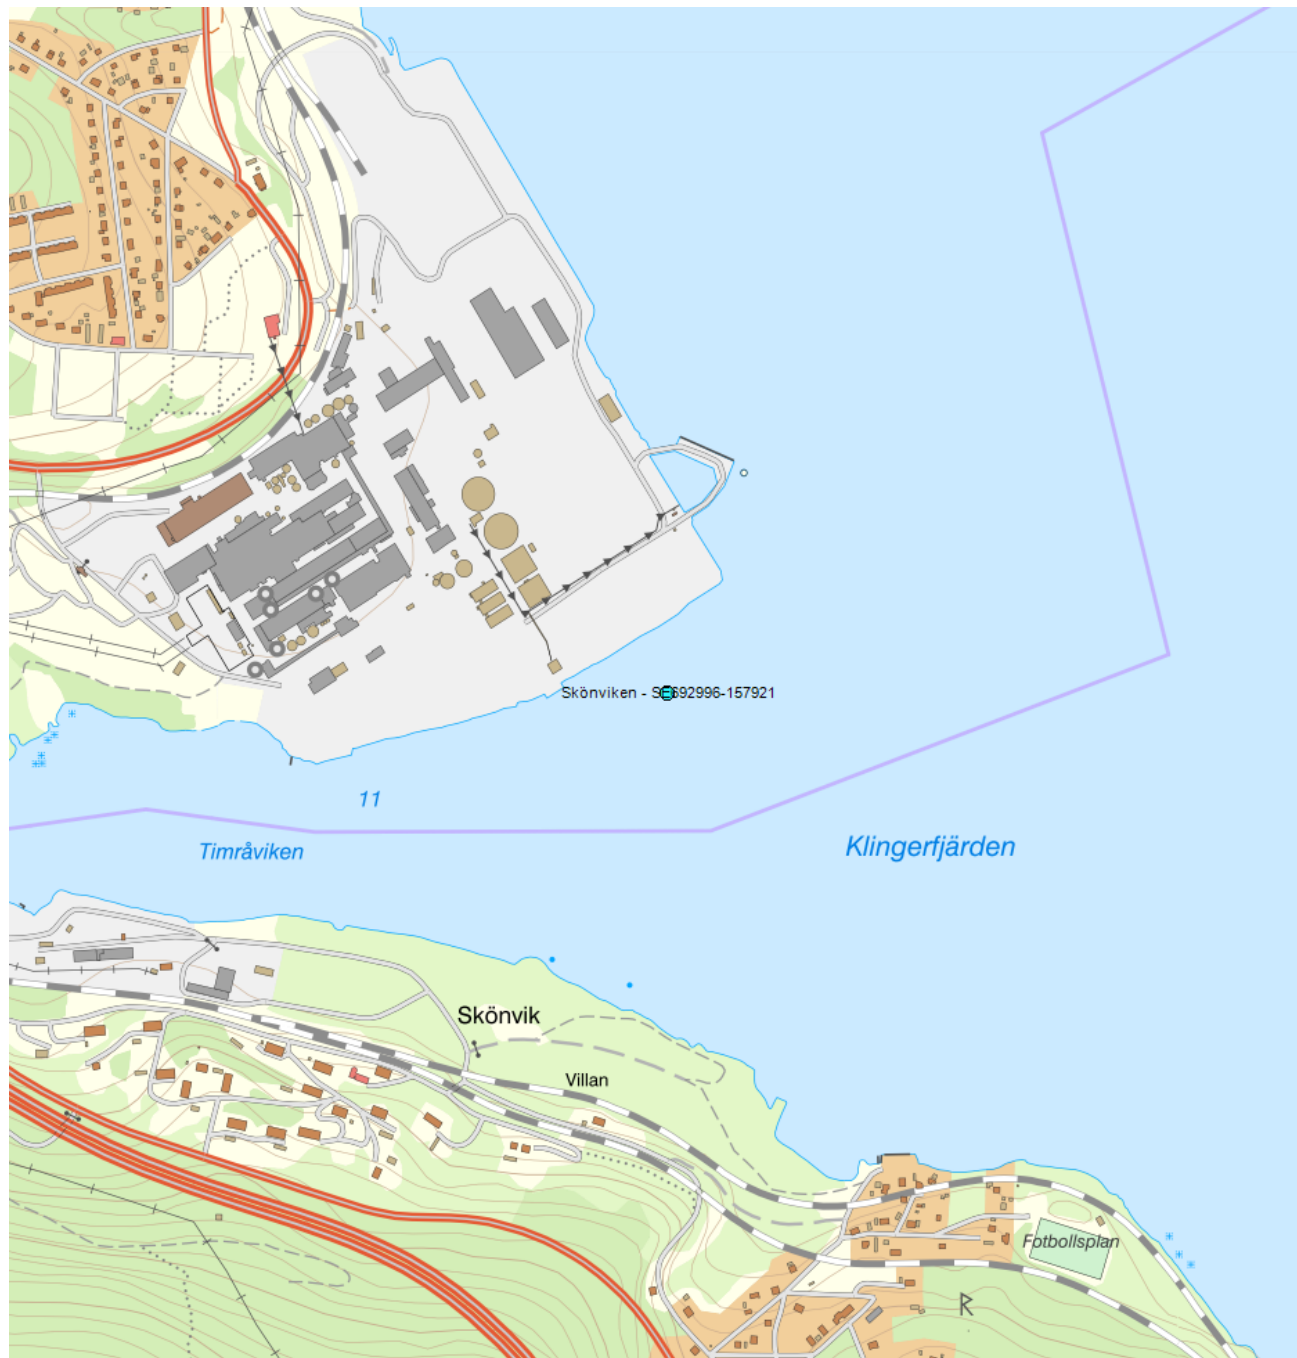 Skönviken - SE692996-157921
11
Timråviken
Klingerfjärden
Skönvik
Villan
Fotbollsplan